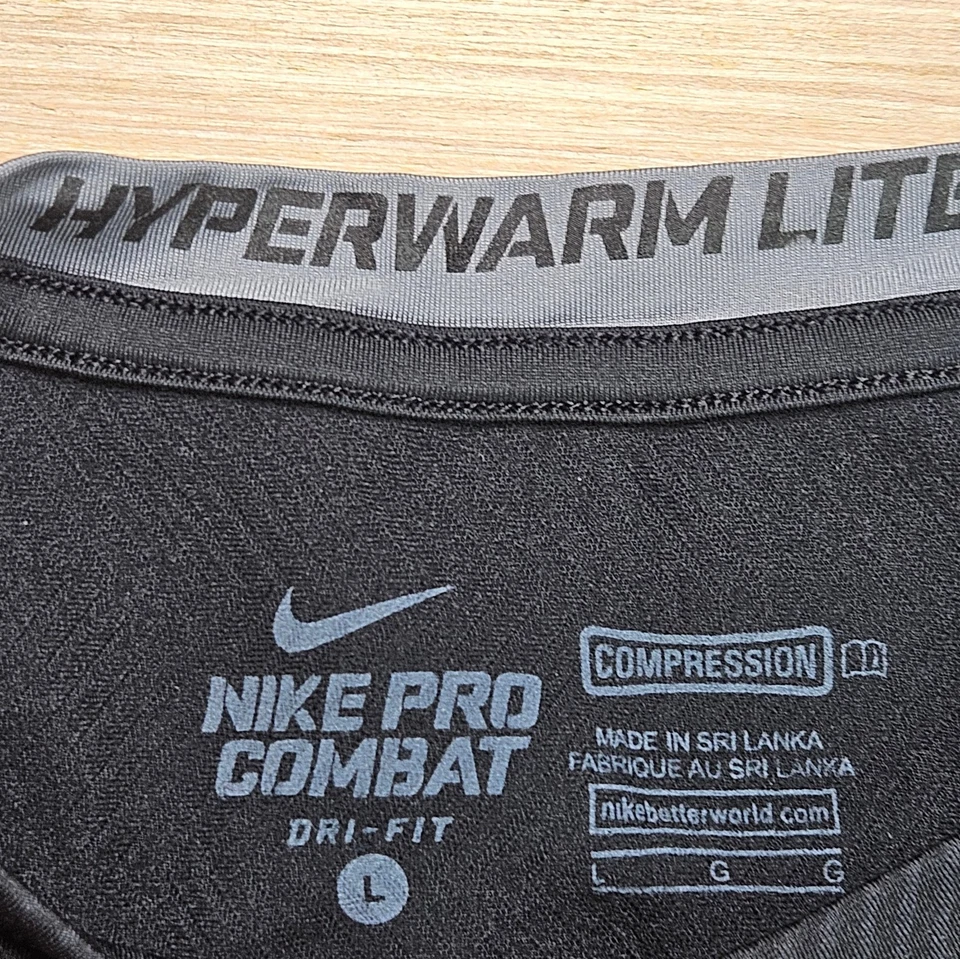 HYPERWARM LITE
NIKE PRO
COMBAT
DRI-FIT
L
COMPRESSION
MADE IN SRI LANKA
FABRIQUE AU SRI LANKA
nikebetterworld.com
L G G